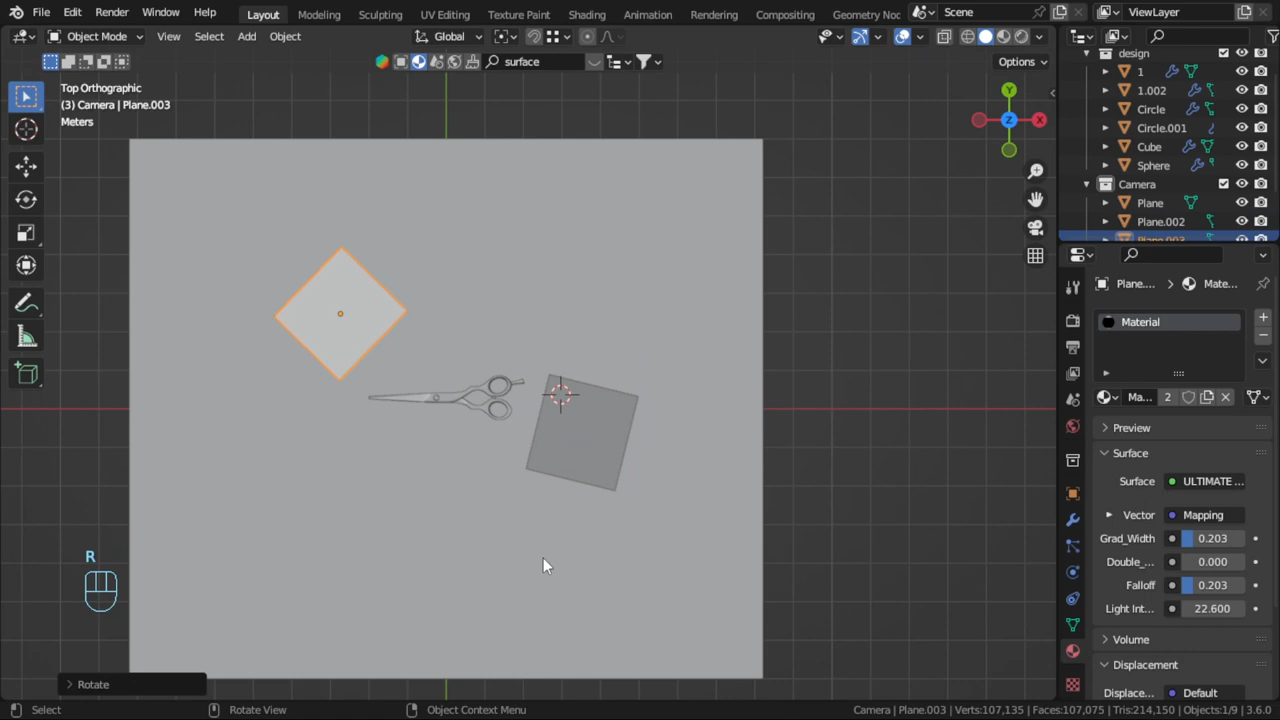 File Edit Render Window Help Layout Modeling Sculpting UV Editing Texture Paint Shading Animation Rendering Compositing Geometry Noc Scene ViewLayer
Object Mode View Select Add Object Global
surface Options
Top Orthographic
(3) Camera | Plane.003
Meters
Y
Z X
design
1
1.002
Circle
Circle.001
Cube
Sphere
Camera
Plane
Plane.002
Plane.003
Plane.... Mate...
Material
Ma... 2
Preview
Surface
Surface ULTIMATE ...
Vector Mapping
Grad_Width 0.203
Double_... 0.000
Falloff 0.203
Light Int... 22.600
Volume
Displacement
Displace... Default
R
Rotate
Select Rotate View Object Context Menu Camera | Plane.003 | Verts:107,135 | Faces:107,075 | Tris:214,150 | Objects:1/9 | 3.6.0